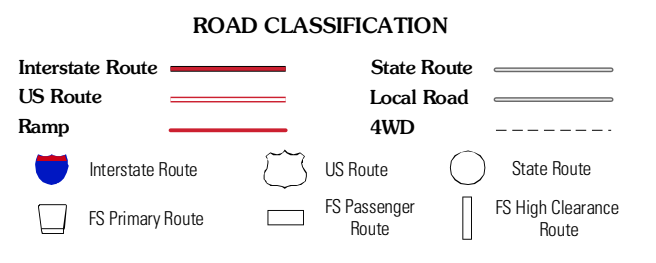 ROAD CLASSIFICATION
Interstate Route
State Route
US Route
Local Road
Ramp
4WD
Interstate Route
US Route
State Route
FS Primary Route
FS Passenger
Route
FS High Clearance
Route